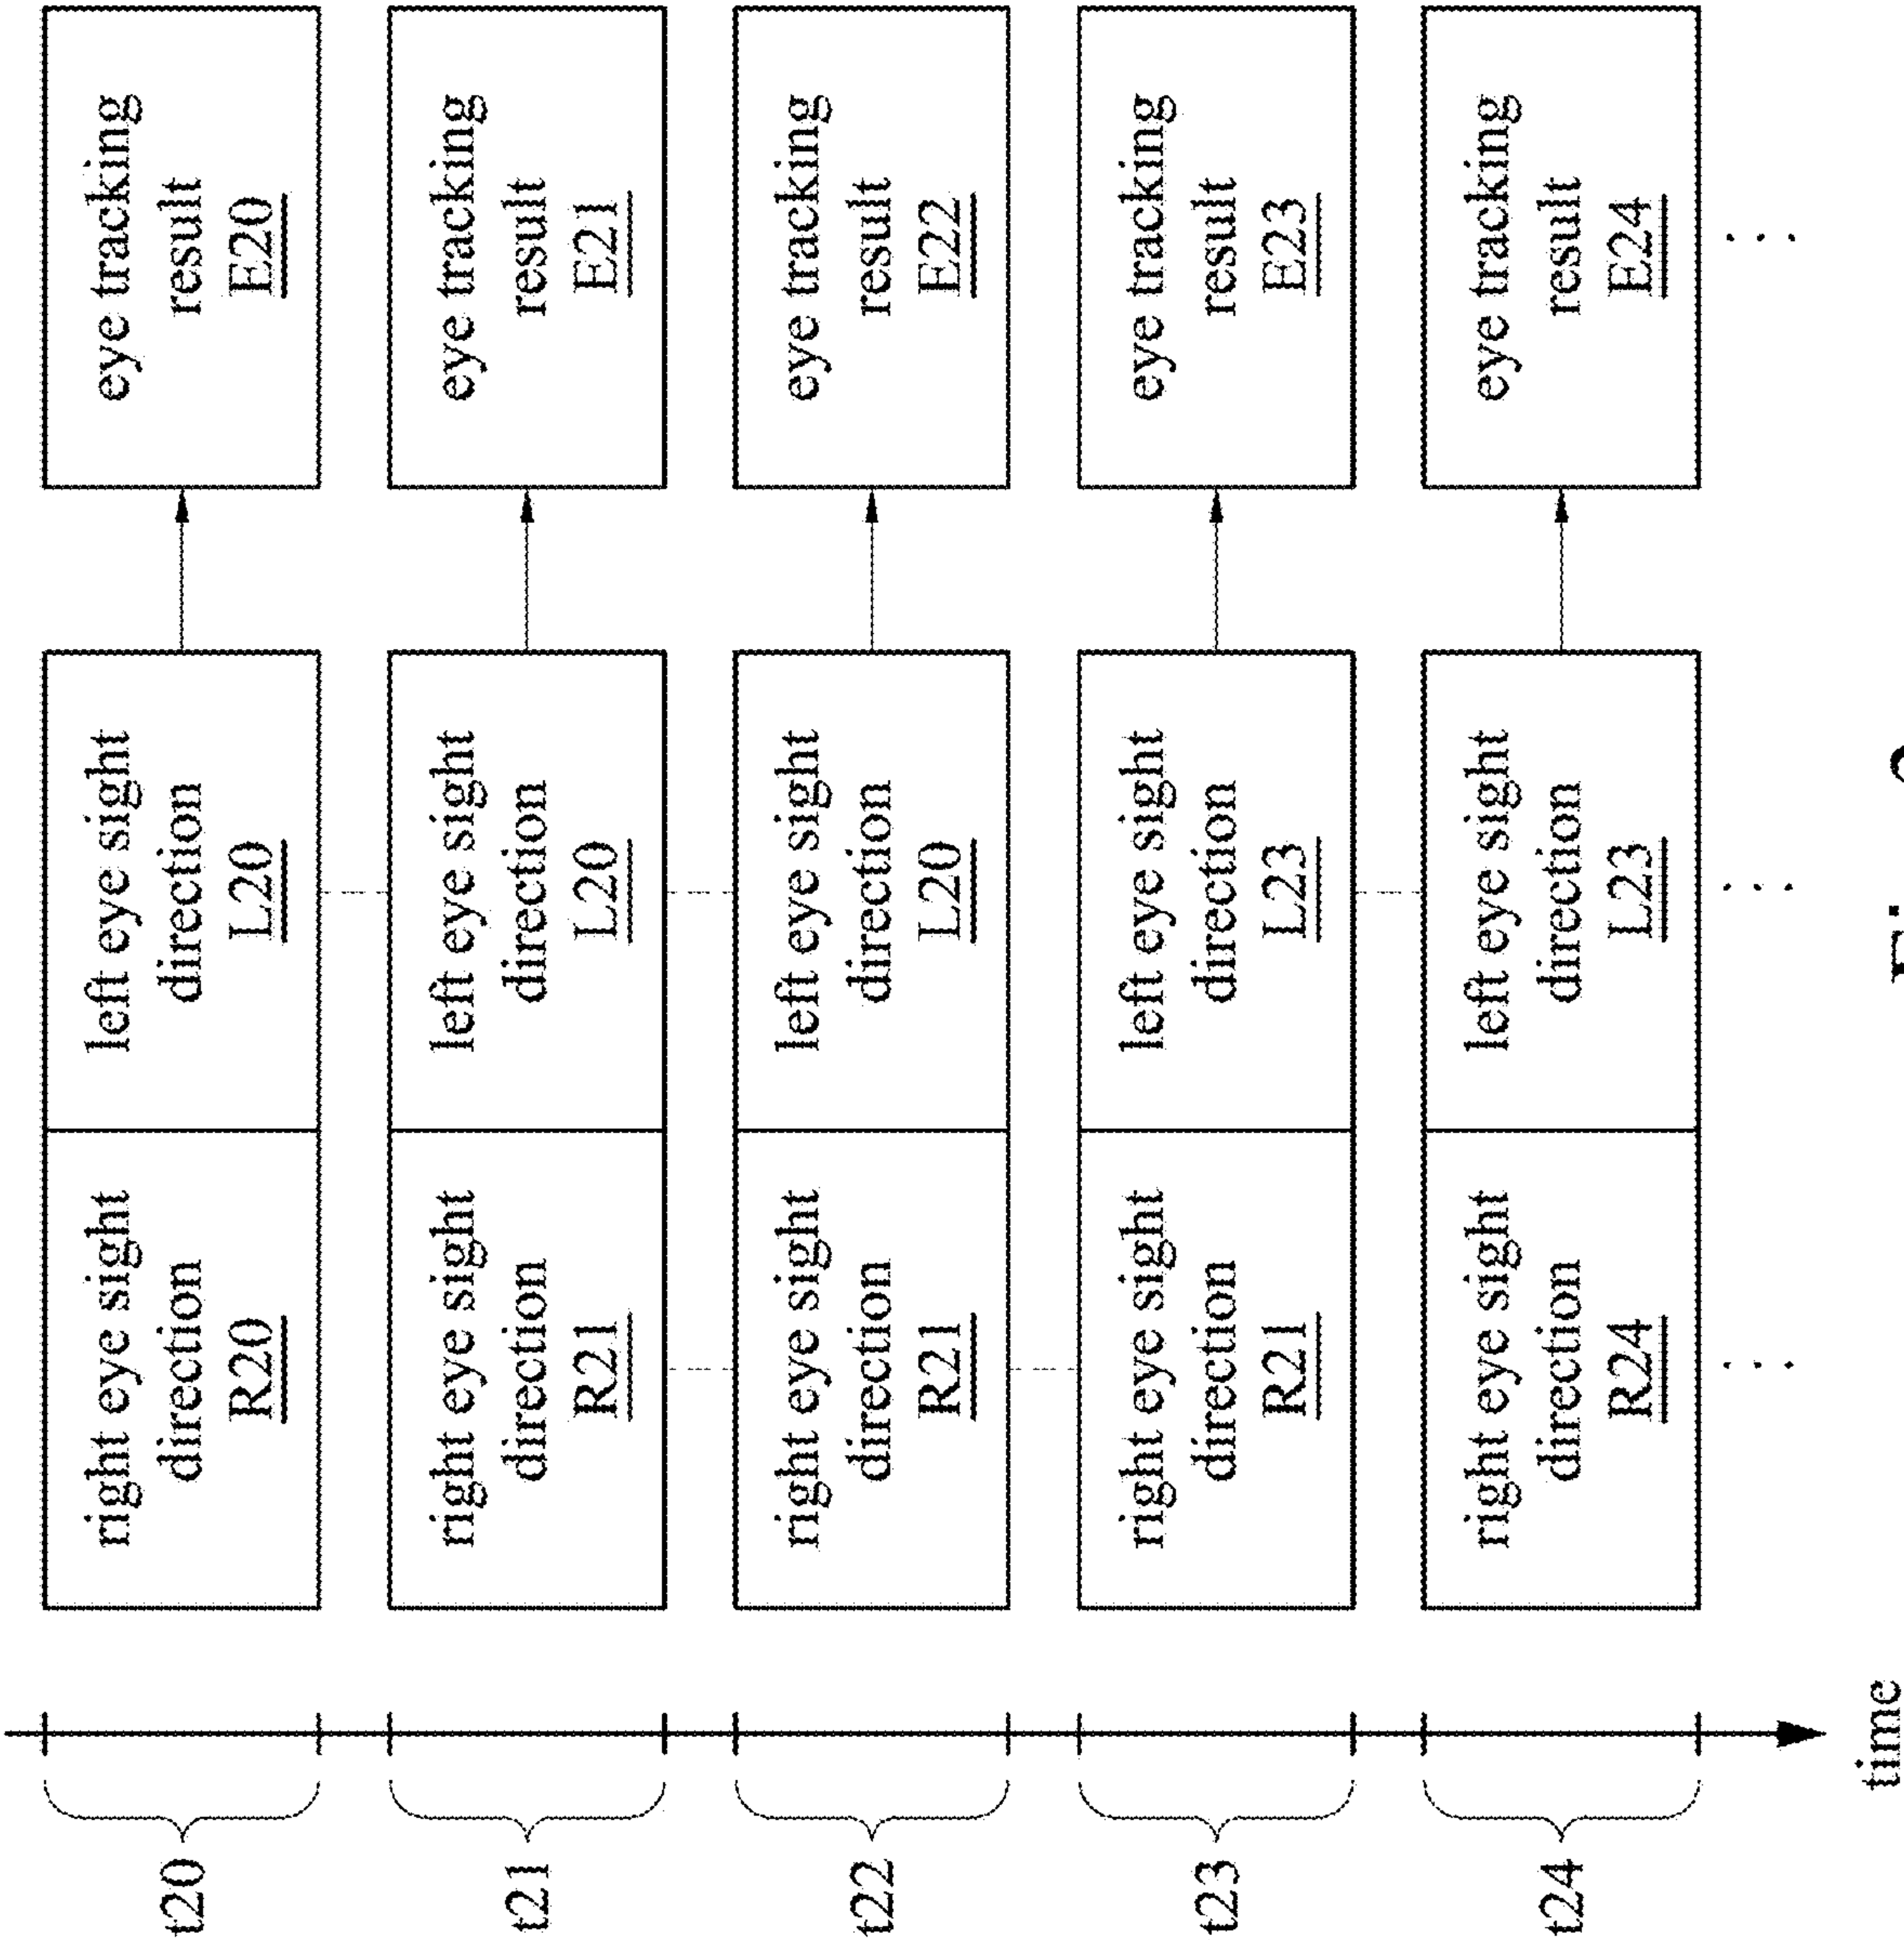 t20
right eye sight
direction
R20
left eye sight
direction
L20
eye tracking
result
E20
t21
right eye sight
direction
R21
left eye sight
direction
L20
eye tracking
result
E21
t22
right eye sight
direction
R21
left eye sight
direction
L20
eye tracking
result
E22
t23
right eye sight
direction
R21
left eye sight
direction
L23
eye tracking
result
E23
t24
right eye sight
direction
R24
left eye sight
direction
L23
eye tracking
result
E24
time